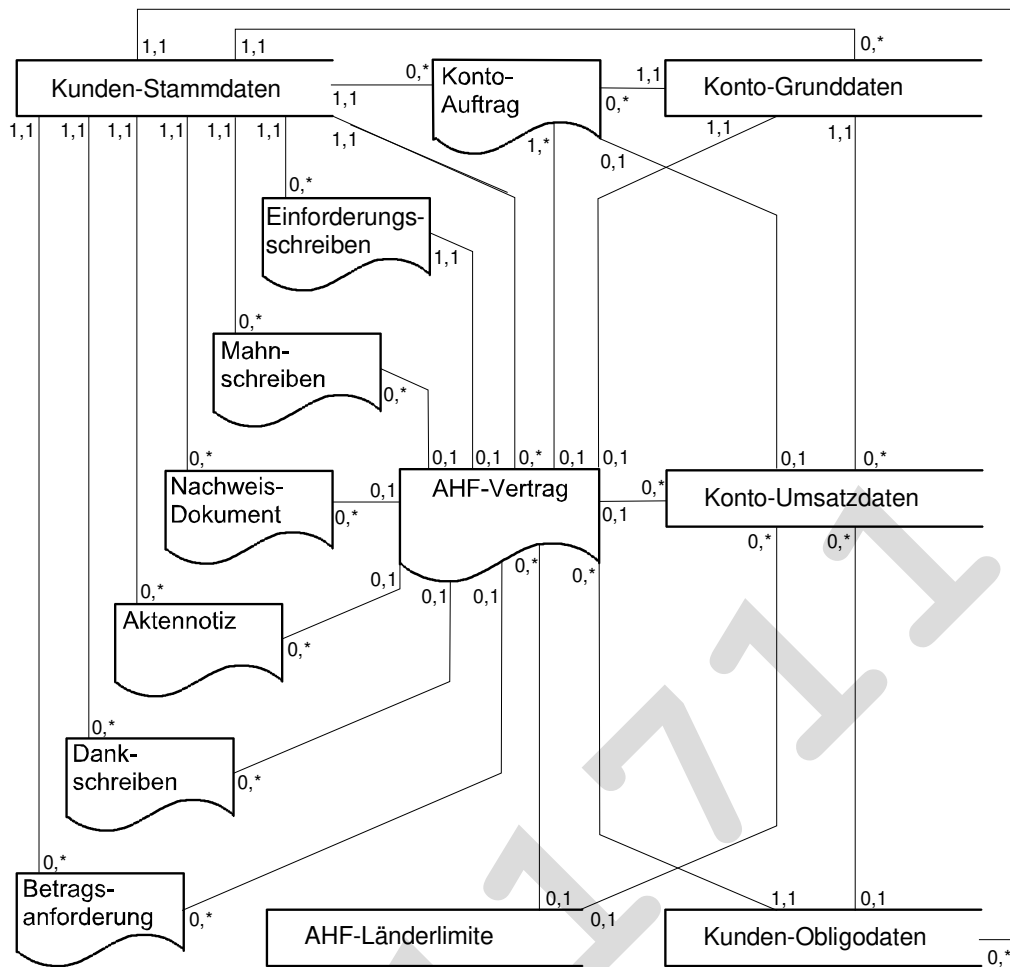 1,1
1,1
0,*
Kunden-Stammdaten
0,*
1,1
Konto-
Auftrag
1,1
0,*
Konto-Grunddaten
1,1
1,1
1,1
1,1
1,1
1,1
1,1
1,*
0,1
1,1
1,1
0,*
Einforderungs-
schreiben
1,1
0,*
Mahn-
schreiben
0,*
0,*
0,1
0,1
0,*
0,1
0,1
0,1
0,*
Nachweis-
Dokument
0,1
0,*
AHF-Vertrag
0,*
0,1
Konto-Umsatzdaten
0,*
0,1
0,1
0,1
0,*
0,*
0,*
0,*
Aktennotiz
0,*
0,*
Dank-
schreiben
0,*
0,*
Betrags-
anforderung
0,*
0,1
0,1
AHF-Länderlimite
1,1
0,1
Kunden-Obligodaten
0,*
1711